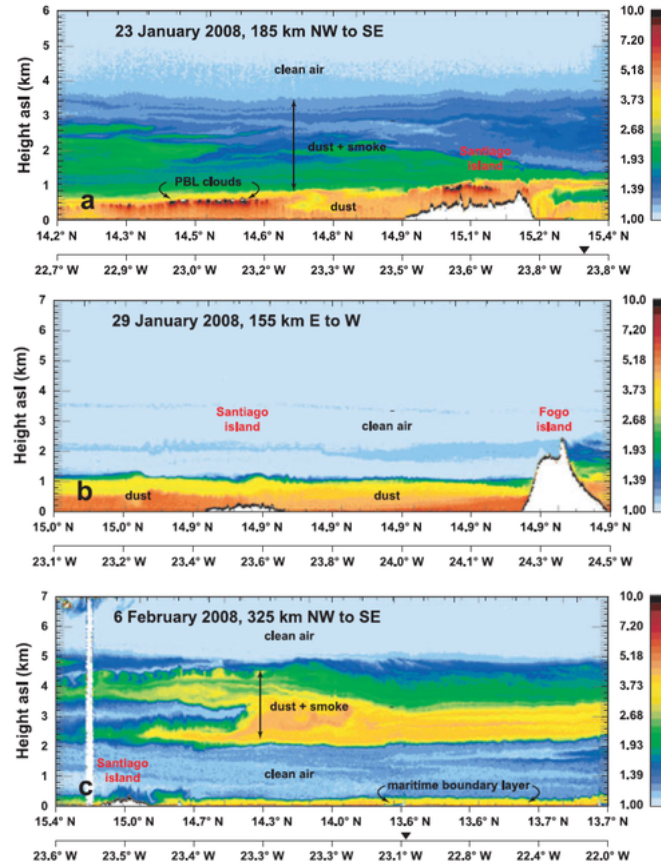 23 January 2008, 185 km NW to SE
clean air
dust + smoke
Santiago
island
PBL clouds
dust
a
Height asl (km)
6
5
4
3
2
1
0
10.0
7,20
5,18
3,73
2,68
1,93
1,39
1,00
14.2° N 14.3° N 14.5° N 14.6° N 14.8° N 14.9° N 15.1° N 15.2° N 15.4° N
22.7° W 22.9° W 23.0° W 23.2° W 23.3° W 23.5° W 23.6° W 23.8° W 23.8° W
29 January 2008, 155 km E to W
Santiago
island
clean air
Fogo
island
dust dust
b
Height asl (km)
7
6
5
4
3
2
1
0
10.0
7,20
5,18
3,73
2,68
1,93
1,39
1,00
15.0° N 15.0° N 14.9° N 14.9° N 14.9° N 14.9° N 14.9° N 14.9° N
23.1° W 23.2° W 23.4° W 23.6° W 23.8° W 24.0° W 24.1° W 24.3° W 24.5° W
6 February 2008, 325 km NW to SE
clean air
dust + smoke
clean air
Santiago
island
maritime boundary layer
c
Height asl (km)
7
6
5
4
3
2
1
0
10.0
7,20
5,18
3,73
2,68
1,93
1,39
1,00
15.4° N 15.0° N 14.7° N 14.3° N 14.0° N 13.6° N 13.7° N 13.7° N
23.6° W 23.5° W 23.4° W 23.3° W 23.3° W 23.1° W 22.8° W 22.4° W 22.0° W